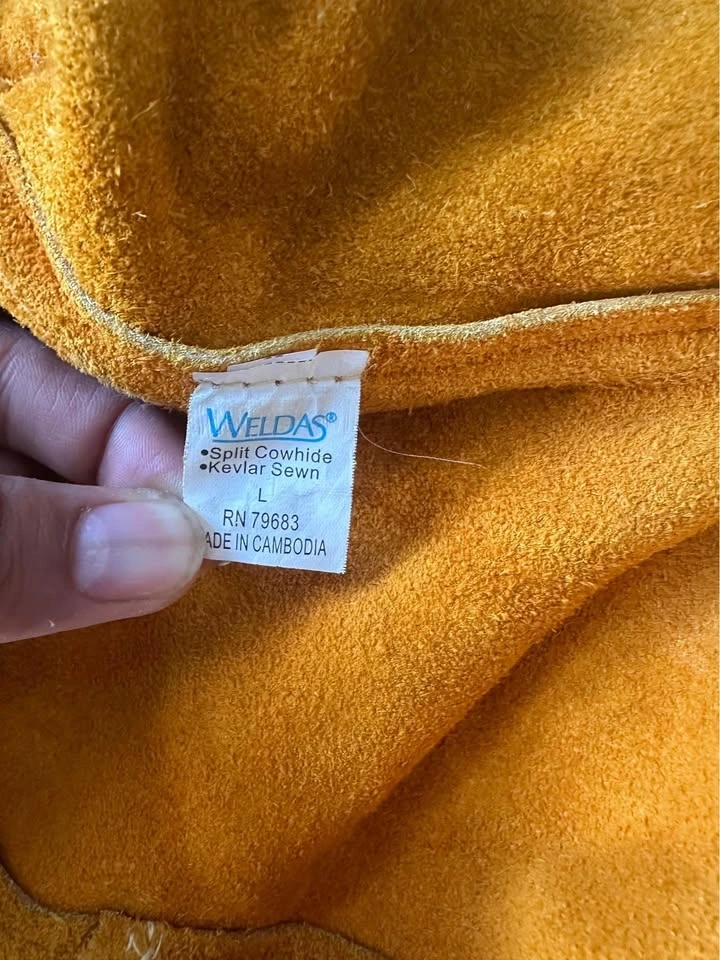 WELDAS®
•Split Cowhide
•Kevlar Sewn
L
RN 79683
ADE IN CAMBODIA